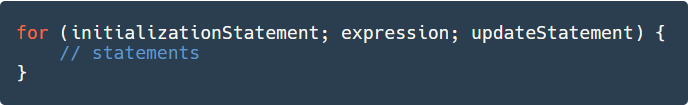 for (initializationStatement; expression; updateStatement) {
    // statements
}